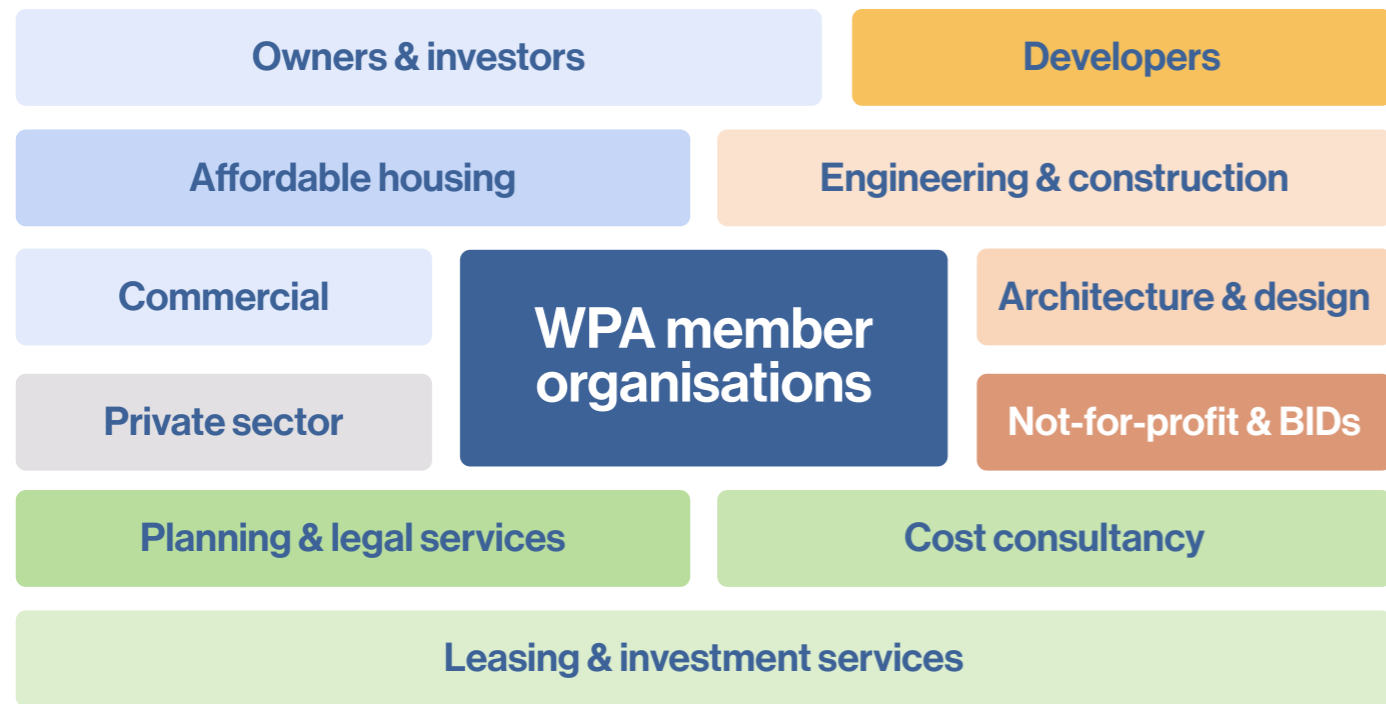 Owners & investors
Developers
Affordable housing
Engineering & construction
Commercial
WPA member
organisations
Architecture & design
Private sector
Not-for-profit & BIDs
Planning & legal services
Cost consultancy
Leasing & investment services